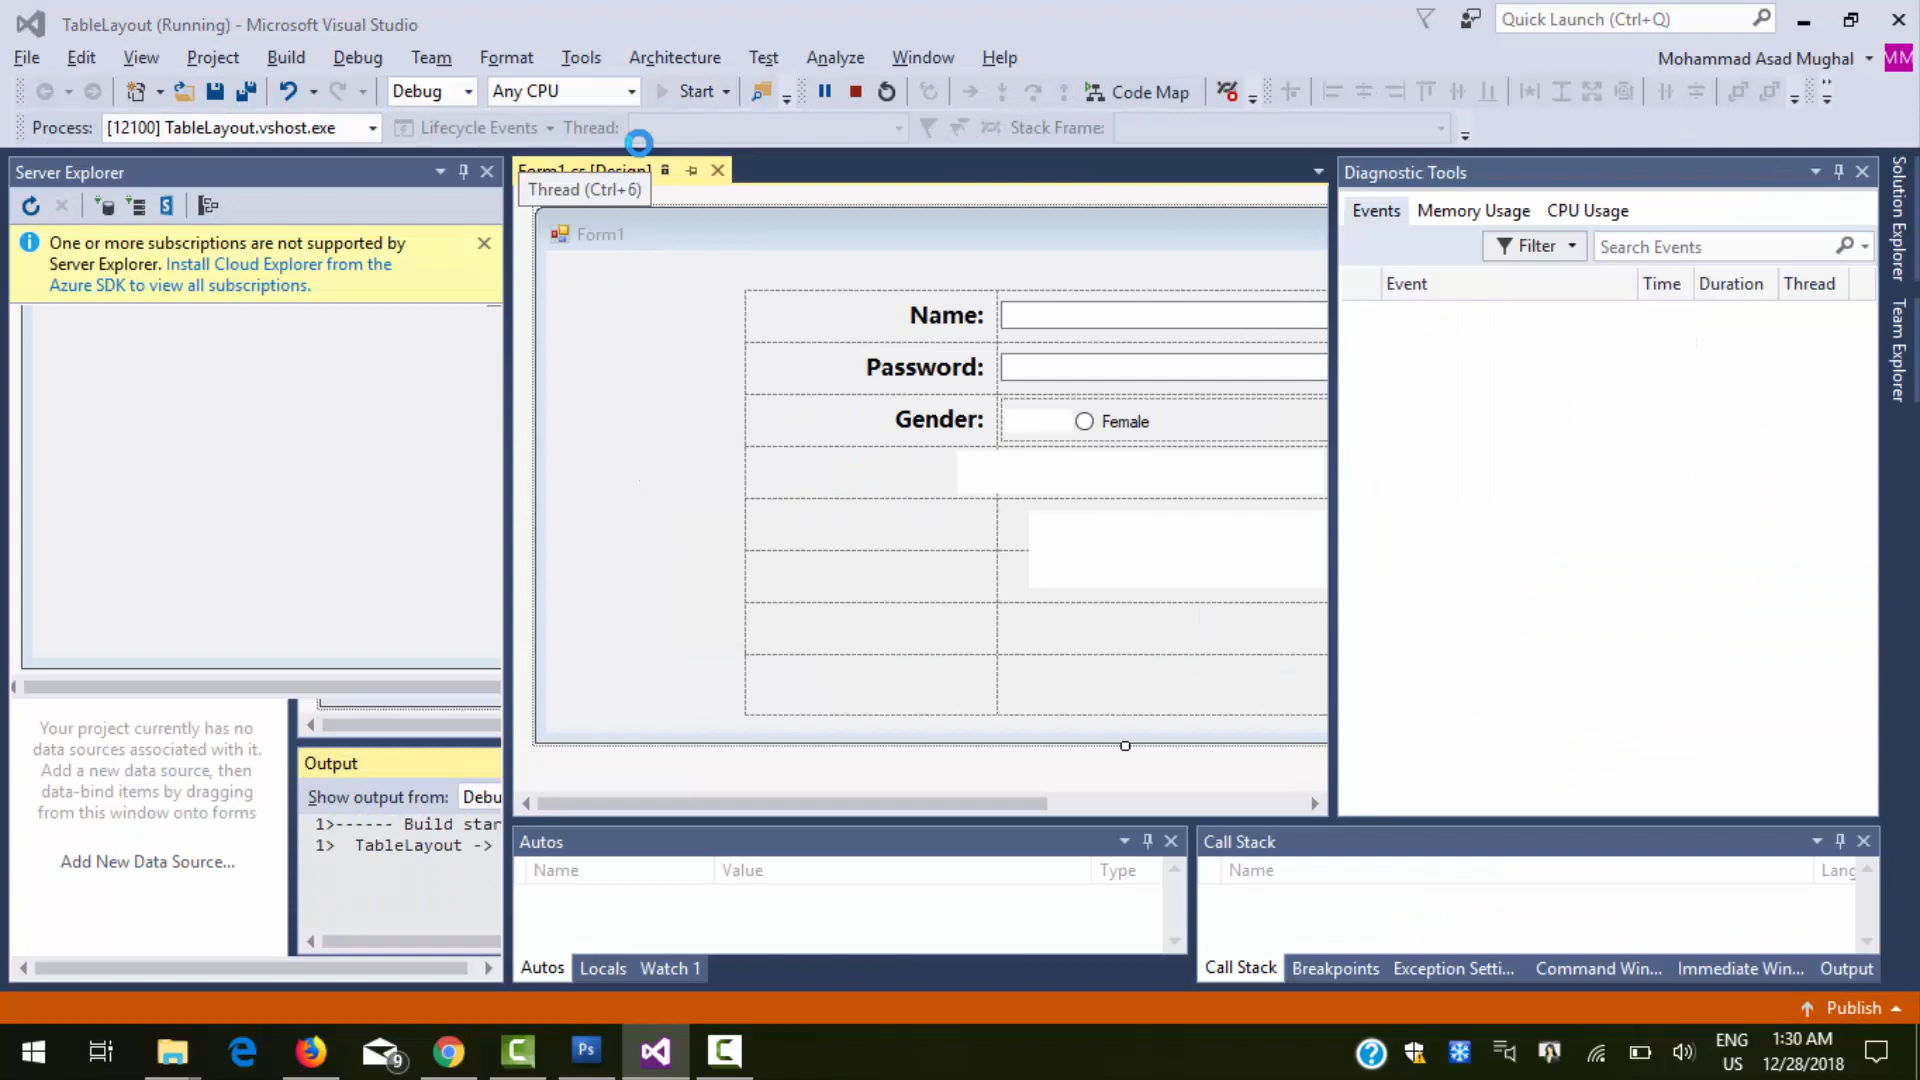 TableLayout (Running) - Microsoft Visual Studio
Quick Launch (Ctrl+Q)
File Edit View Project Build Debug Team Format Tools Architecture Test Analyze Window Help
Mohammad Asad Mughal MM
Debug Any CPU Start Code Map
Process: [12100] TableLayout.vshost.exe Lifecycle Events Thread: Stack Frame:
Server Explorer
Form1.cs [Design]
Thread (Ctrl+6)
Diagnostic Tools
Solution Explorer
Team Explorer
Events Memory Usage CPU Usage
Filter Search Events
Event Time Duration Thread
One or more subscriptions are not supported by
Server Explorer. Install Cloud Explorer from the
Azure SDK to view all subscriptions.
Form1
Name:
Password:
Gender:
Female
Your project currently has no
data sources associated with it.
Add a new data source, then
data-bind items by dragging
from this window onto forms
Add New Data Source...
Output
Show output from: Debu
1>------ Build star
1> TableLayout ->
Autos
Name Value Type
Autos Locals Watch 1
Call Stack
Name Lang
Call Stack Breakpoints Exception Setti... Command Win... Immediate Win... Output
Publish
9
Ps
ENG
US
1:30 AM
12/28/2018